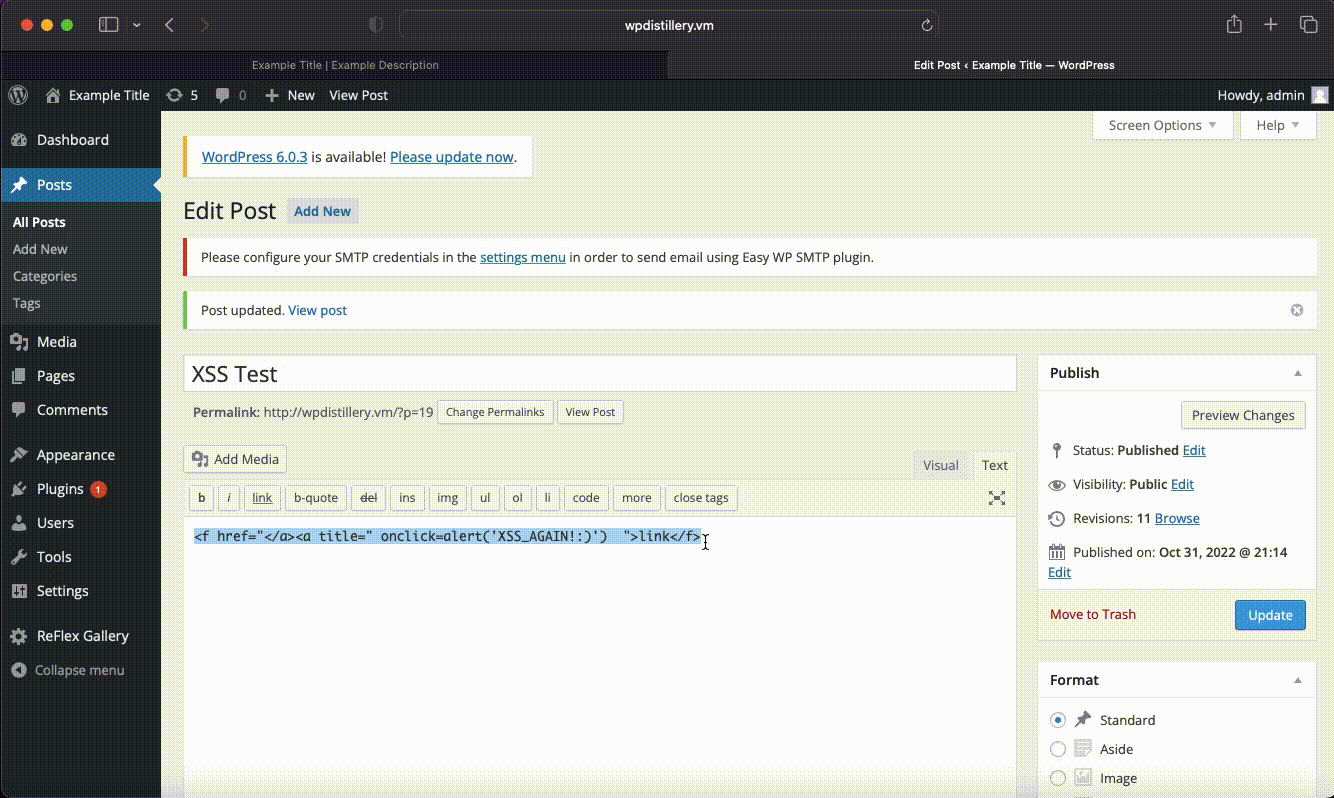 wpdistillery.vm
Example Title | Example Description
Edit Post ‹ Example Title — WordPress
Example Title 5 0 New View Post Howdy, admin
Screen Options Help
Dashboard
Posts
All Posts
Add New
Categories
Tags
Media
Pages
Comments
Appearance
Plugins 1
Users
Tools
Settings
ReFlex Gallery
Collapse menu
WordPress 6.0.3 is available! Please update now.
Edit Post Add New
Please configure your SMTP credentials in the settings menu in order to send email using Easy WP SMTP plugin.
Post updated. View post
XSS Test
Permalink: http://wpdistillery.vm/?p=19 Change Permalinks View Post
Add Media
Visual Text
b i link b-quote del ins img ul ol li code more close tags
<f href="</a><a title=" onclick=alert('XSS_AGAIN!:)')  ">link</f>
Publish
Preview Changes
Status: Published Edit
Visibility: Public Edit
Revisions: 11 Browse
Published on: Oct 31, 2022 @ 21:14
Edit
Move to Trash Update
Format
Standard
Aside
Image